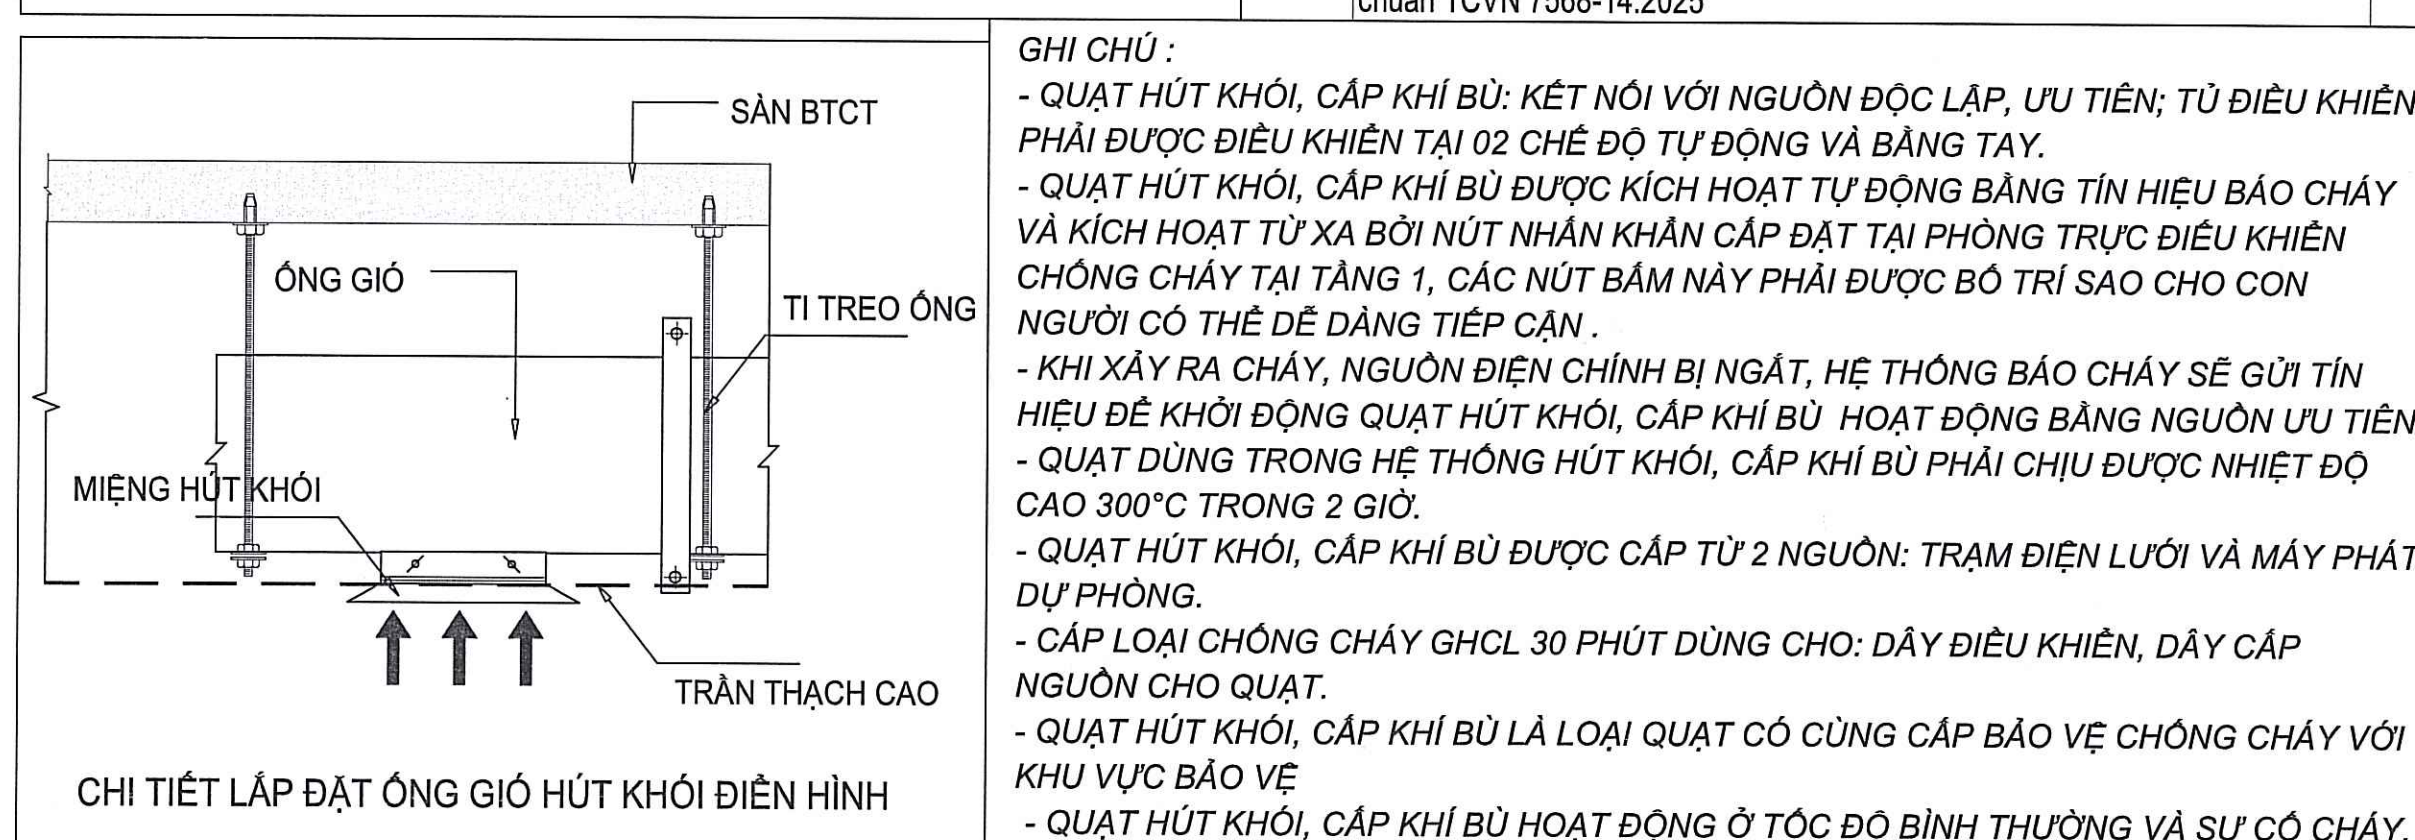 chuẩn TCVN 7568-14:2025
SÀN BTCT
ỐNG GIÓ
TI TREO ỐNG
MIỆNG HÚT KHÓI
TRẦN THẠCH CAO
CHI TIẾT LẮP ĐẶT ỐNG GIÓ HÚT KHÓI ĐIỂN HÌNH
GHI CHÚ :
- QUẠT HÚT KHÓI, CẤP KHÍ BÙ: KẾT NỐI VỚI NGUỒN ĐỘC LẬP, ƯU TIÊN; TỦ ĐIỀU KHIỂN
PHẢI ĐƯỢC ĐIỀU KHIỂN TẠI 02 CHẾ ĐỘ TỰ ĐỘNG VÀ BẰNG TAY.
- QUẠT HÚT KHÓI, CẤP KHÍ BÙ ĐƯỢC KÍCH HOẠT TỰ ĐỘNG BẰNG TÍN HIỆU BÁO CHÁY
VÀ KÍCH HOẠT TỪ XA BỞI NÚT NHẤN KHẨN CẤP ĐẶT TẠI PHÒNG TRỰC ĐIỀU KHIỂN
CHỐNG CHÁY TẠI TẦNG 1, CÁC NÚT BẤM NÀY PHẢI ĐƯỢC BỐ TRÍ SAO CHO CON
NGƯỜI CÓ THỂ DỄ DÀNG TIẾP CẬN .
- KHI XẢY RA CHÁY, NGUỒN ĐIỆN CHÍNH BỊ NGẮT, HỆ THỐNG BÁO CHÁY SẼ GỬI TÍN
HIỆU ĐỂ KHỞI ĐỘNG QUẠT HÚT KHÓI, CẤP KHÍ BÙ HOẠT ĐỘNG BẰNG NGUỒN ƯU TIÊN
- QUẠT DÙNG TRONG HỆ THỐNG HÚT KHÓI, CẤP KHÍ BÙ PHẢI CHỊU ĐƯỢC NHIỆT ĐỘ
CAO 300°C TRONG 2 GIỜ.
- QUẠT HÚT KHÓI, CẤP KHÍ BÙ ĐƯỢC CẤP TỪ 2 NGUỒN: TRẠM ĐIỆN LƯỚI VÀ MÁY PHÁT
DỰ PHÒNG.
- CÁP LOẠI CHỐNG CHÁY GHCL 30 PHÚT DÙNG CHO: DÂY ĐIỀU KHIỂN, DÂY CẤP
NGUỒN CHO QUẠT.
- QUẠT HÚT KHÓI, CẤP KHÍ BÙ LÀ LOẠI QUẠT CÓ CÙNG CẤP BẢO VỆ CHỐNG CHÁY VỚI
KHU VỰC BẢO VỆ
- QUẠT HÚT KHÓI, CẤP KHÍ BÙ HOẠT ĐỘNG Ở TỐC ĐỘ BÌNH THƯỜNG VÀ SỰ CỐ CHÁY.